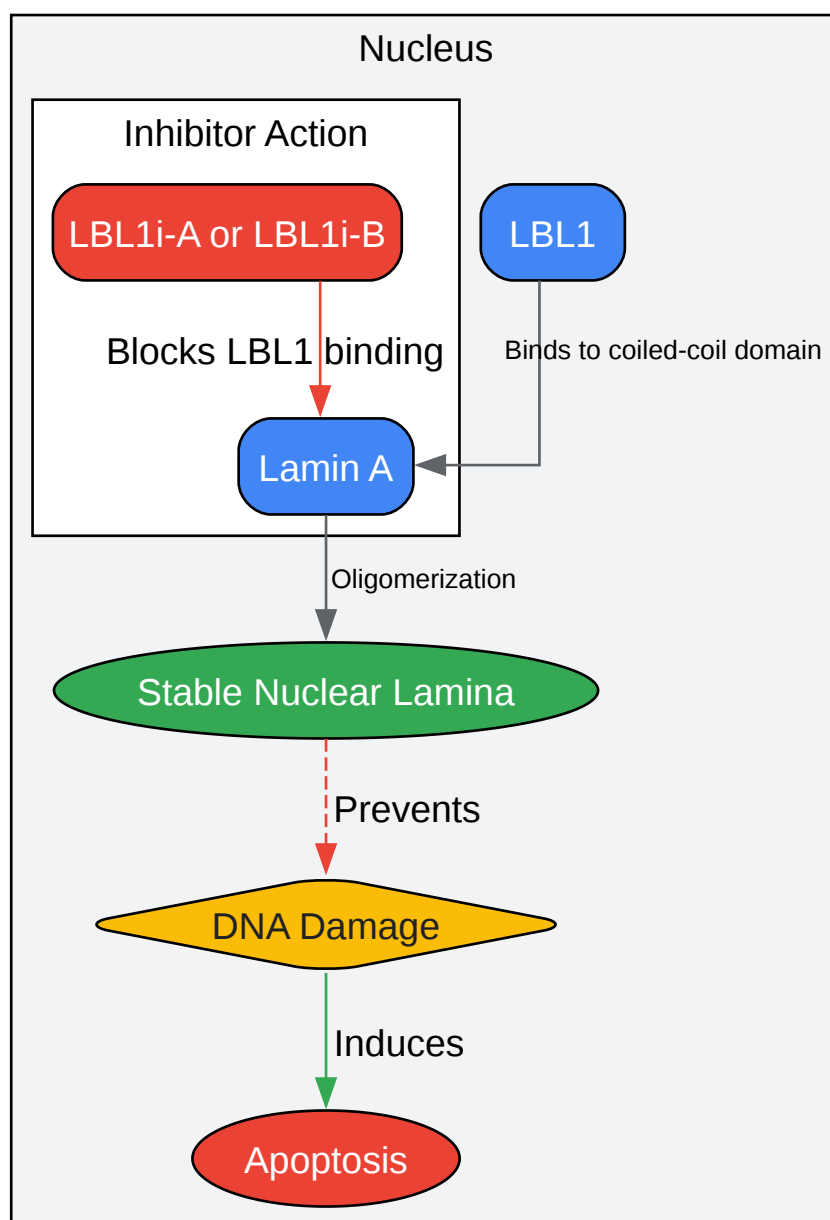 Nucleus
Inhibitor Action
LBL1i-A or LBL1i-B
LBL1
Blocks LBL1 binding
Binds to coiled-coil domain
Lamin A
Oligomerization
Stable Nuclear Lamina
Prevents
DNA Damage
Induces
Apoptosis